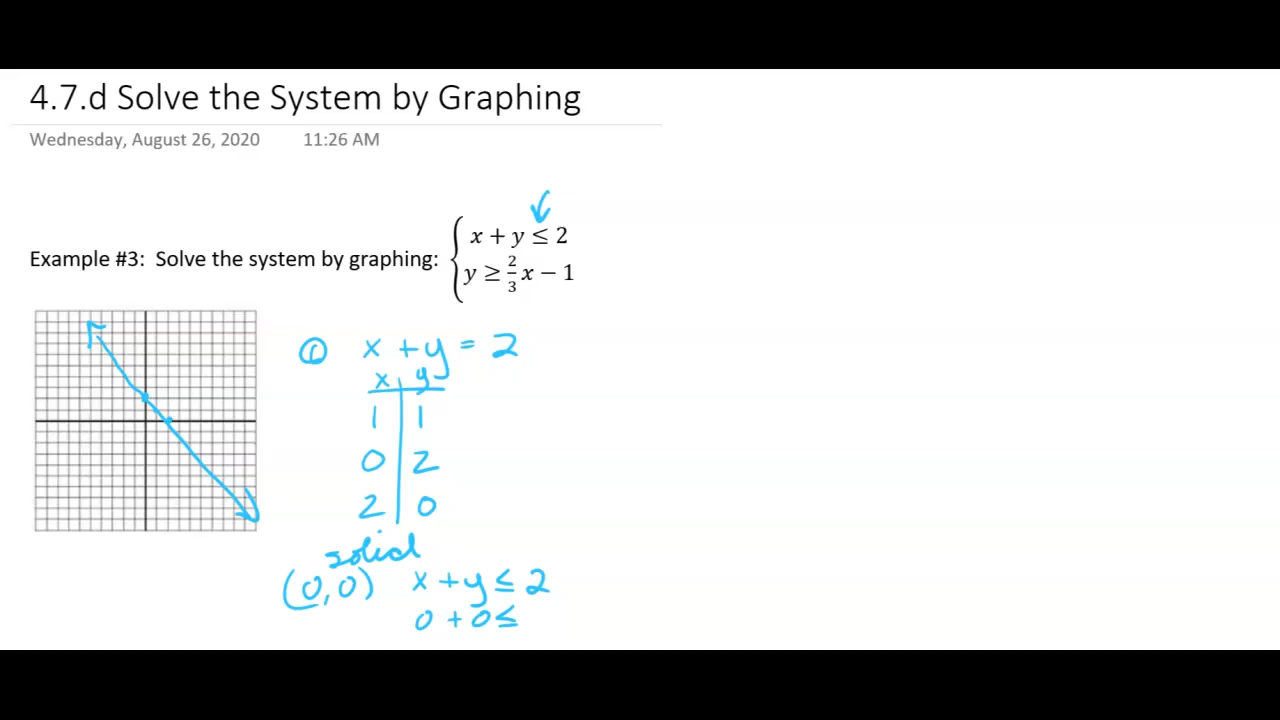 4.7.d Solve the System by Graphing
Wednesday, August 26, 2020 11:26 AM
Example #3: Solve the system by graphing: { x + y ≤ 2
y ≥ 2/3 x − 1
① x + y = 2
x y
1 1
0 2
2 0
solid
(0,0) x + y ≤ 2
0 + 0 ≤